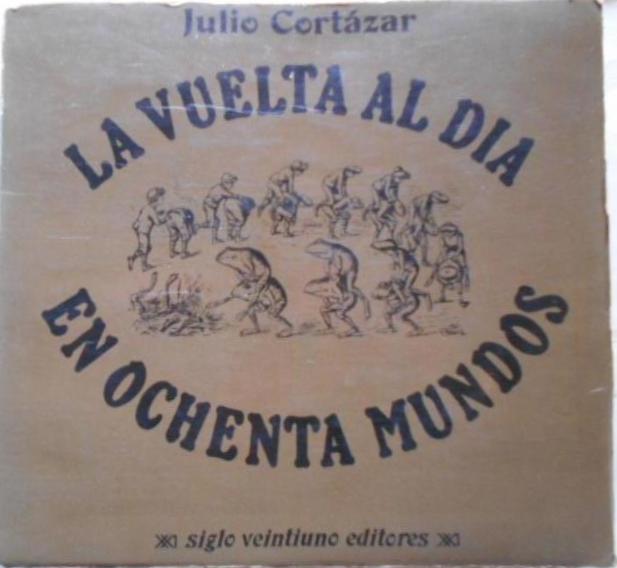 Julio Cortázar
LA VUELTA AL DIA
EN OCHENTA MUNDOS
siglo veintiuno editores